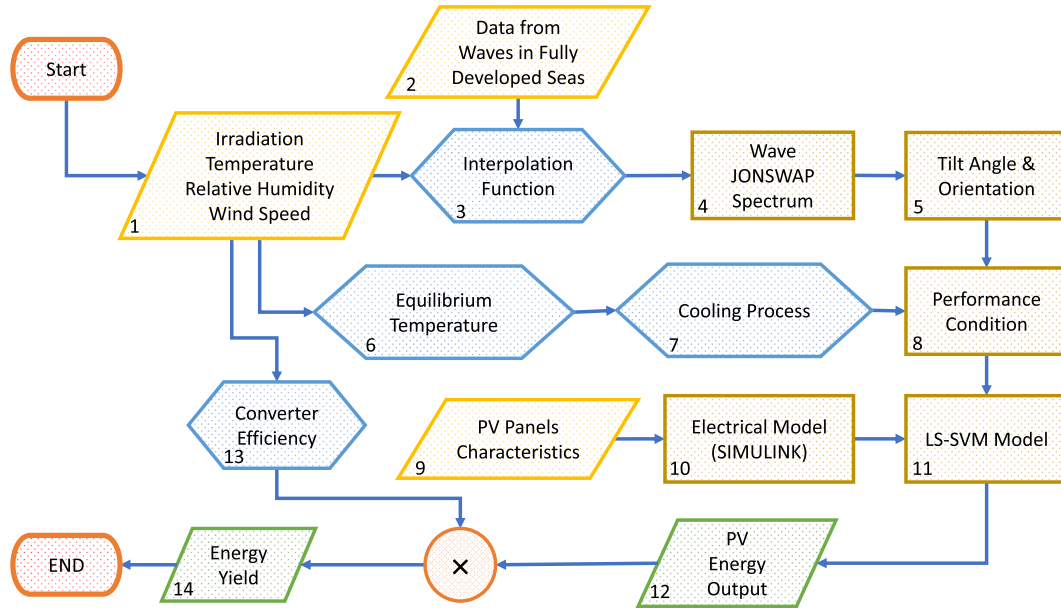 Start
Data from
Waves in Fully
Developed Seas
2
Irradiation
Temperature
Relative Humidity
Wind Speed
1
Interpolation
Function
3
Wave
JONSWAP
Spectrum
4
Tilt Angle &
Orientation
5
Equilibrium
Temperature
6
Cooling Process
7
Performance
Condition
8
Converter
Efficiency
13
PV Panels
Characteristics
9
Electrical Model
(SIMULINK)
10
LS-SVM Model
11
END
Energy
Yield
14
×
PV
Energy
Output
12